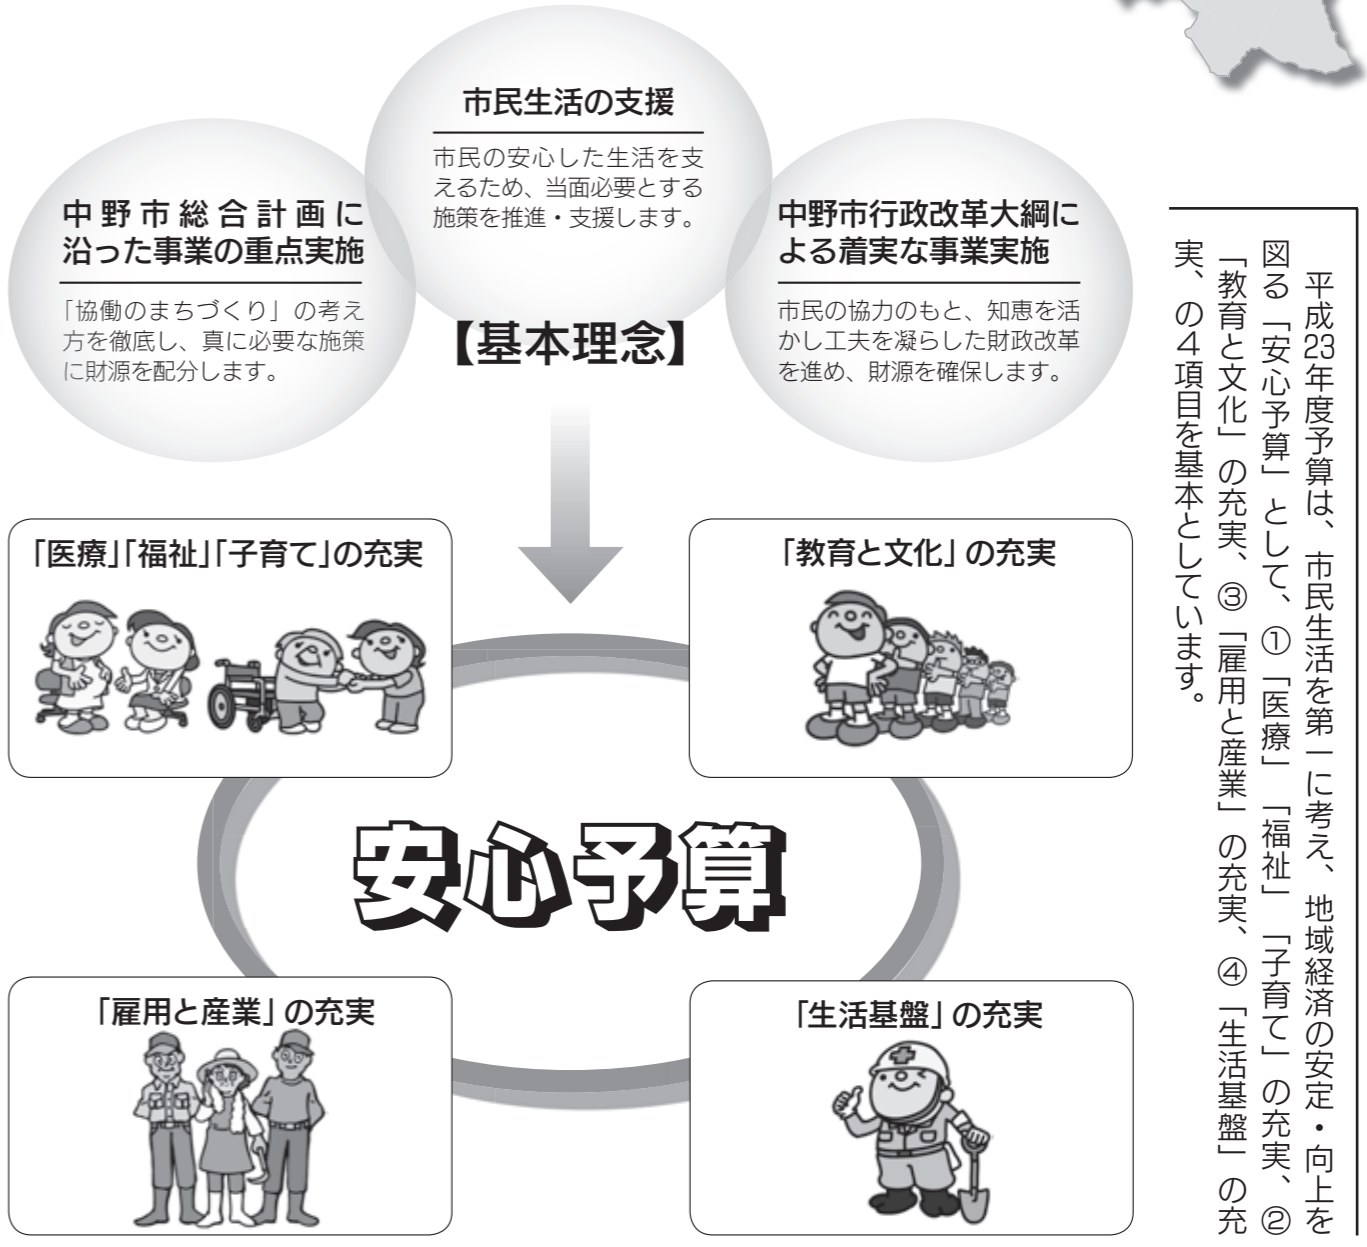 平成23年度予算は、市民生活を第一に考え、地域経済の安定・向上を
図る「安心予算」として、①「医療」「福祉」「子育て」の充実、②
「教育と文化」の充実、③「雇用と産業」の充実、④「生活基盤」の充
実、の4項目を基本としています。
市民生活の支援
市民の安心した生活を支
えるため、当面必要とする
施策を推進・支援します。
中野市総合計画に
沿った事業の重点実施
「協働のまちづくり」の考え
方を徹底し、真に必要な施策
に財源を配分します。
中野市行政改革大綱に
よる着実な事業実施
市民の協力のもと、知恵を活
かし工夫を凝らした財政改革
を進め、財源を確保します。
【基本理念】
「医療」「福祉」「子育て」の充実
「教育と文化」の充実
安心予算
「雇用と産業」の充実
「生活基盤」の充実